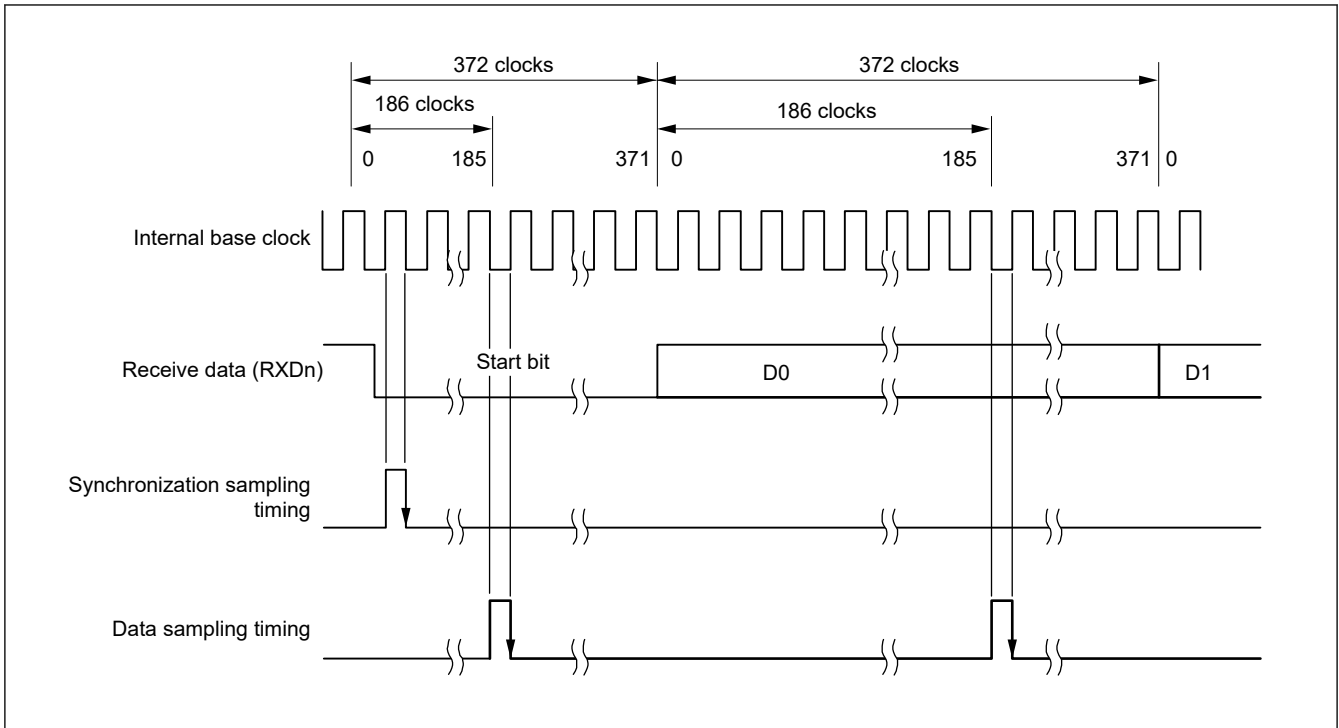 372 clocks
372 clocks
186 clocks
186 clocks
0
185
371
0
185
371
0
Internal base clock
Receive data (RXDn)
Start bit
D0
D1
Synchronization sampling
timing
Data sampling timing